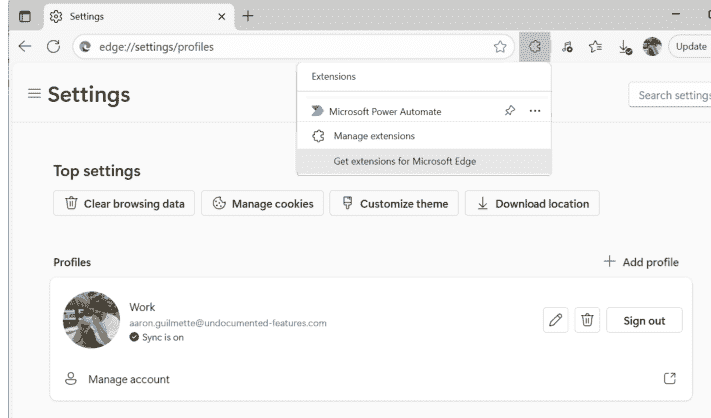 Settings
edge://settings/profiles
Update
Extensions
Microsoft Power Automate
Manage extensions
Get extensions for Microsoft Edge
Settings
Search settings
Top settings
Clear browsing data
Manage cookies
Customize theme
Download location
Profiles
Add profile
Work
aaron.guilmette@undocumented-features.com
Sync is on
Sign out
Manage account